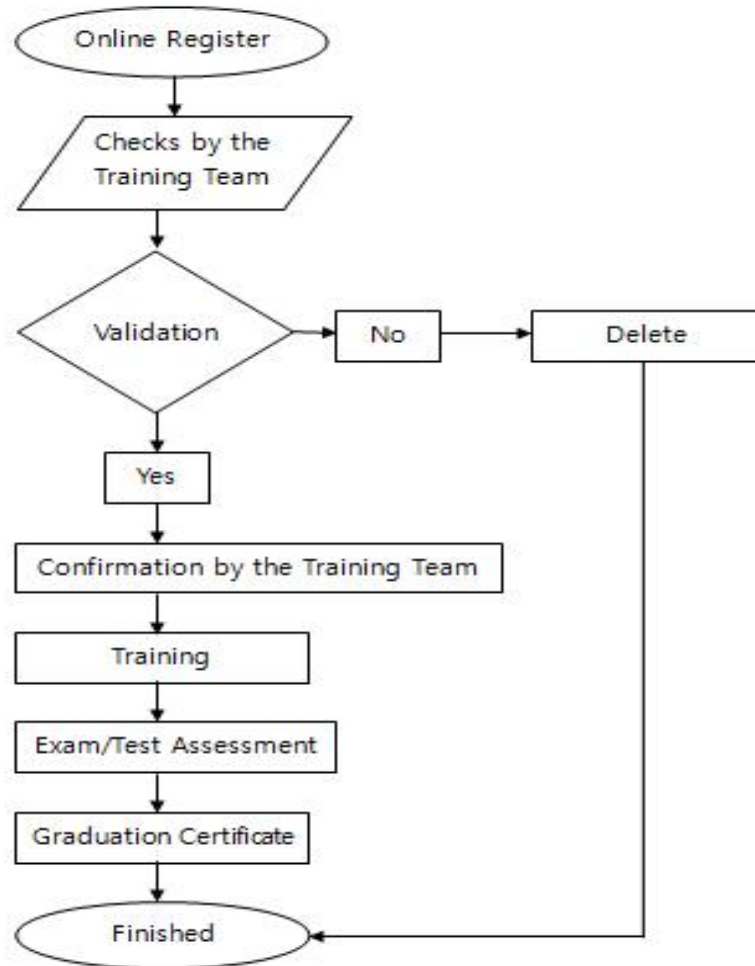 Online Register
Checks by the
Training Team
Validation
No
Delete
Yes
Confirmation by the Training Team
Training
Exam/Test Assessment
Graduation Certificate
Finished